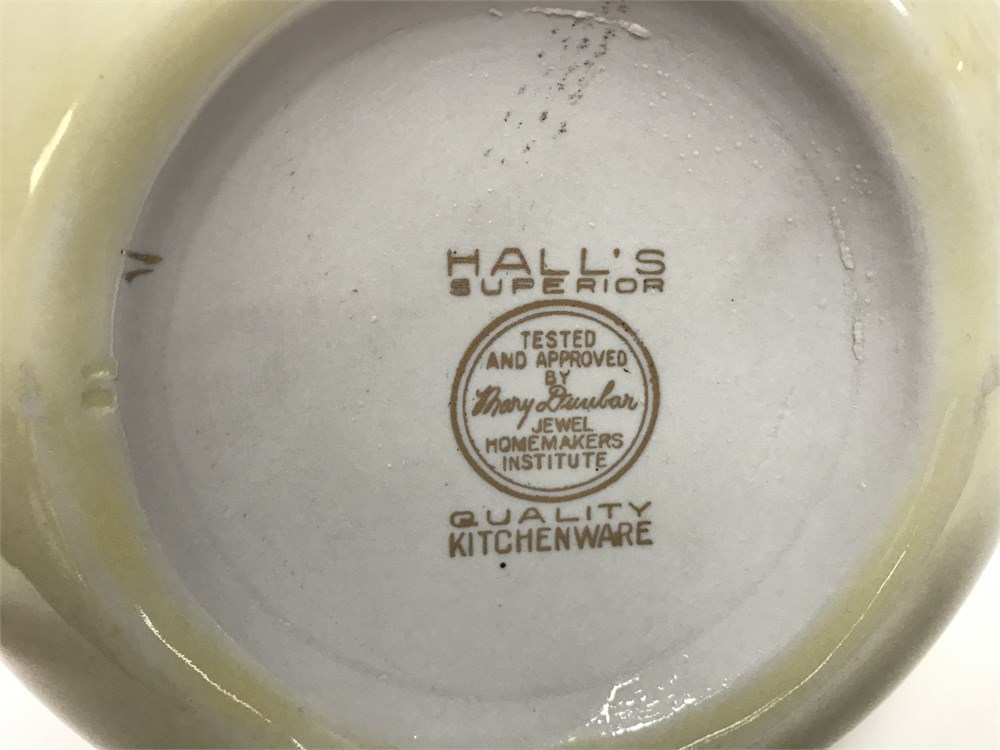 HALL'S
SUPERIOR
TESTED
AND APPROVED
BY
Mary Dunbar
JEWEL
HOMEMAKERS
INSTITUTE
QUALITY
KITCHENWARE